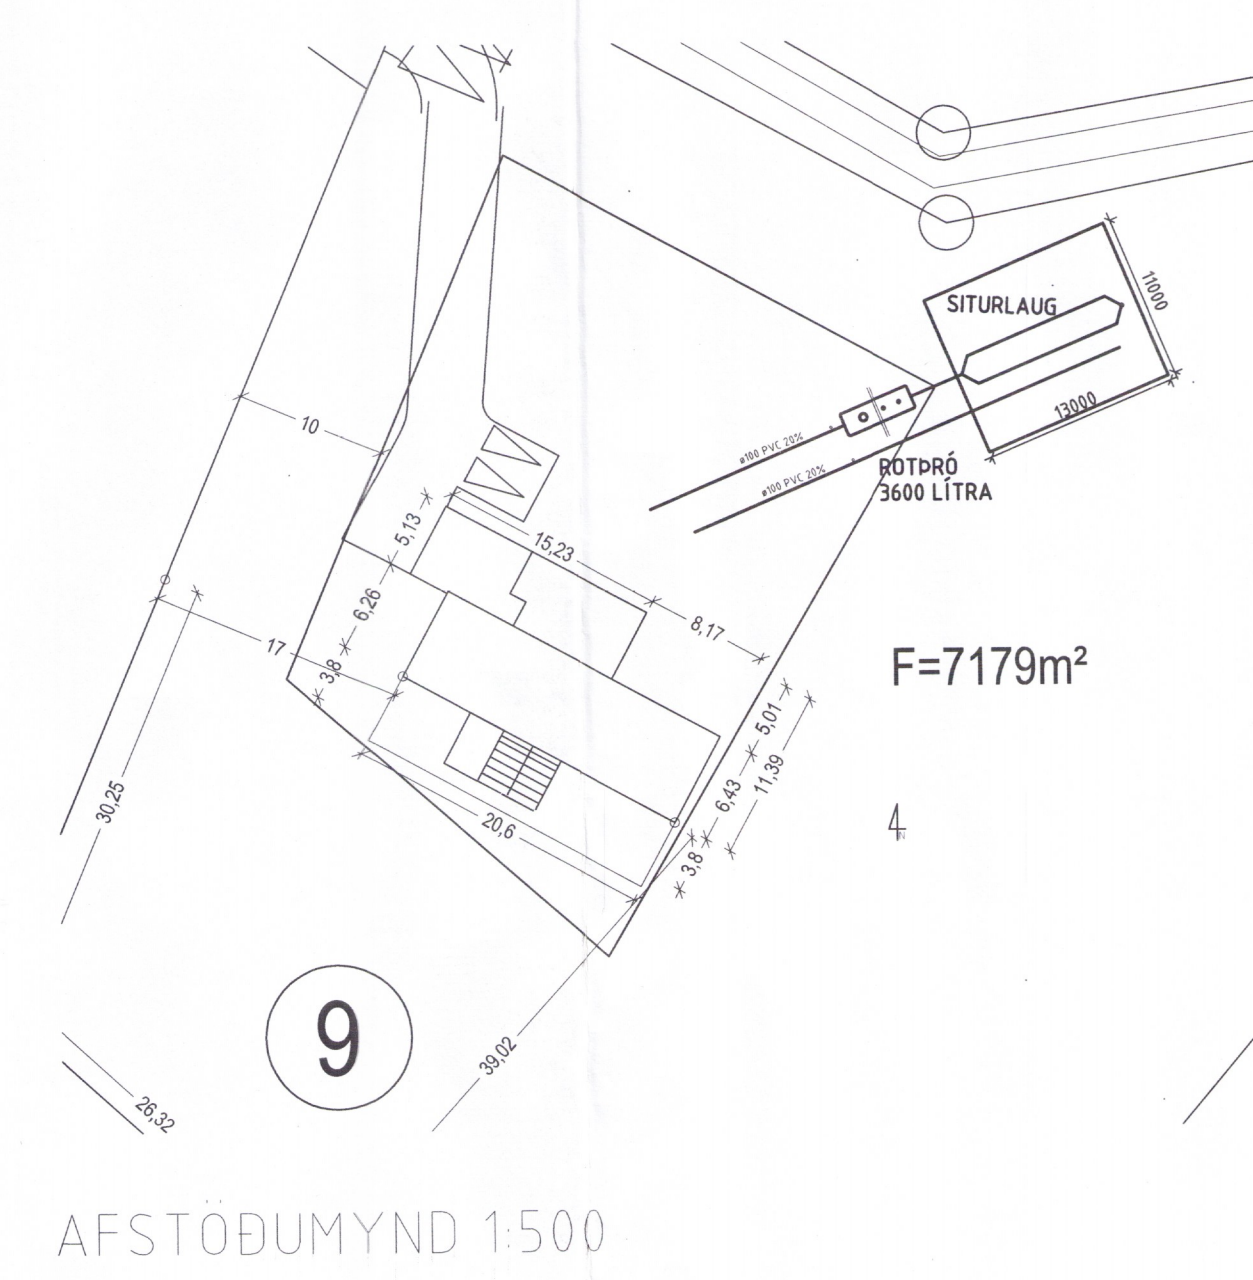 SITURLAUG
11000
13000
ø100 PVC 20%
ø100 PVC 20%
ROTÞRÓ
3600 LÍTRA
10
5,13
15,23
6,26
8,17
17
3,8
F=7179m²
5,01
11,39
6,43
30,25
20,6
3,8
4
9
39,02
26,32
AFSTÖÐUMYND 1:500